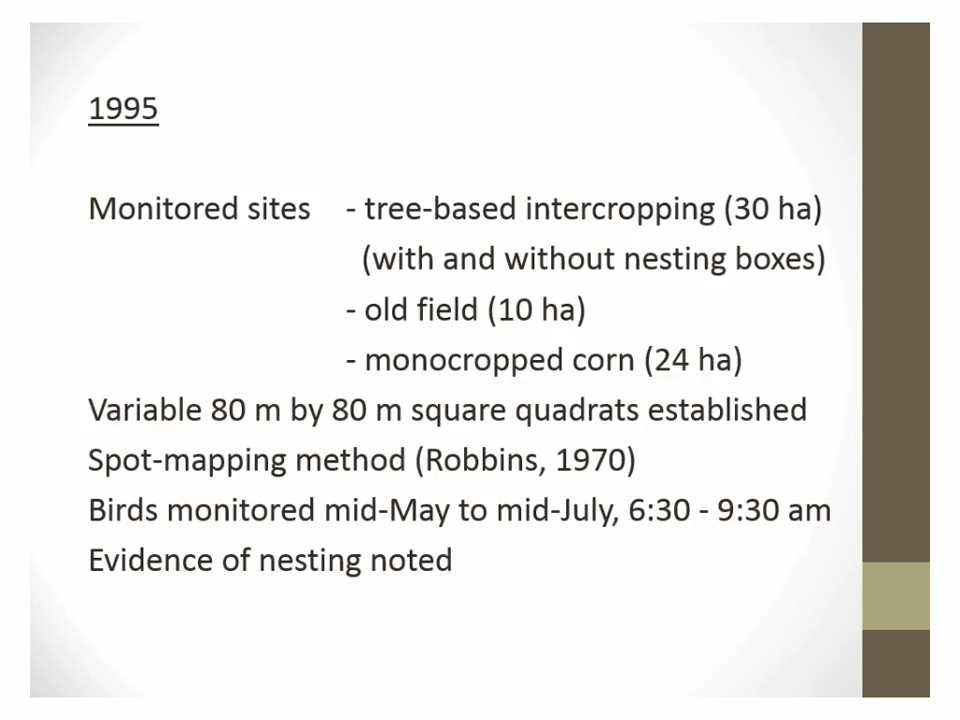 1995
Monitored sites - tree-based intercropping (30 ha)
(with and without nesting boxes)
- old field (10 ha)
- monocropped corn (24 ha)
Variable 80 m by 80 m square quadrats established
Spot-mapping method (Robbins, 1970)
Birds monitored mid-May to mid-July, 6:30 - 9:30 am
Evidence of nesting noted